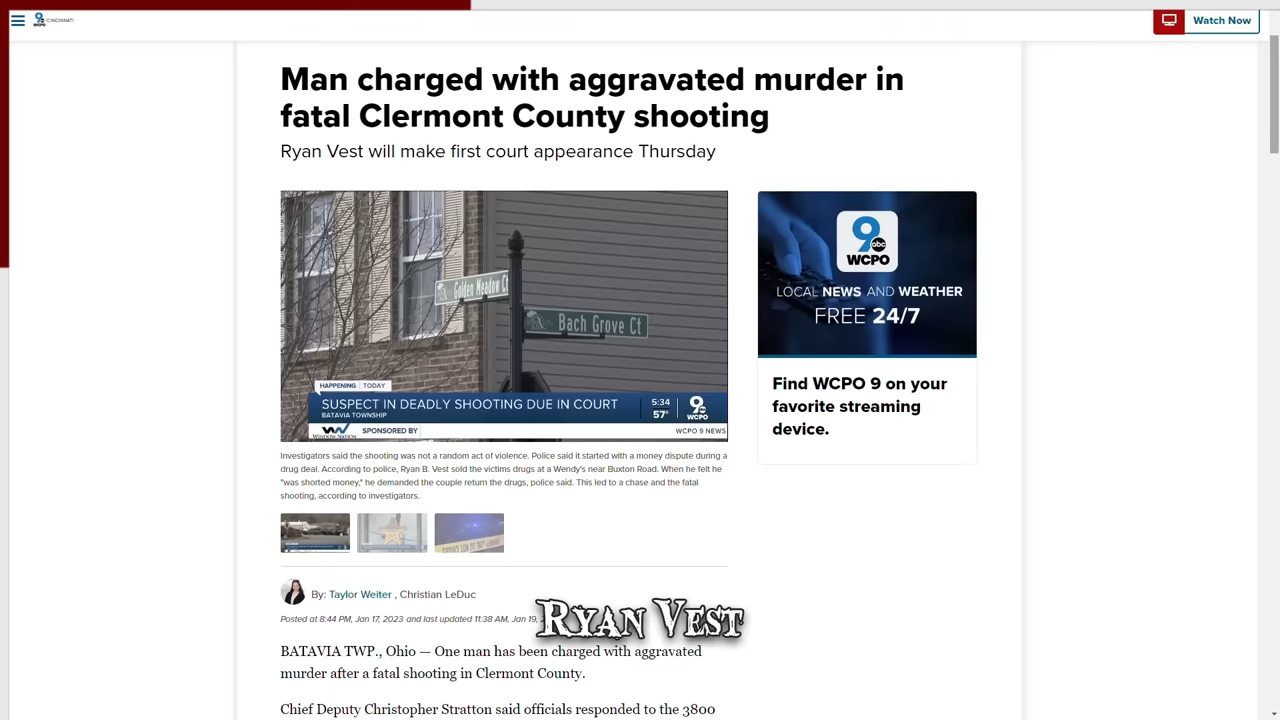 9
WCPO
CINCINNATI
Watch Now
Man charged with aggravated murder in
fatal Clermont County shooting
Ryan Vest will make first court appearance Thursday
Golden Meadow Ct
Bach Grove Ct
HAPPENING TODAY
SUSPECT IN DEADLY SHOOTING DUE IN COURT
BATAVIA TOWNSHIP
5:34
57°
9
abc
WCPO
WINDOW NATION
SPONSORED BY
WCPO 9 NEWS
9
abc
WCPO
LOCAL NEWS AND WEATHER
FREE 24/7
Find WCPO 9 on your
favorite streaming
device.
Investigators said the shooting was not a random act of violence. Police said it started with a money dispute during a
drug deal. According to police, Ryan B. Vest sold the victims drugs at a Wendy's near Buxton Road. When he felt he
"was shorted money," he demanded the couple return the drugs, police said. This led to a chase and the fatal
shooting, according to investigators.
By: Taylor Weiter , Christian LeDuc
Posted at 8:44 PM, Jan 17, 2023 and last updated 11:38 AM, Jan 19,
Ryan Vest
BATAVIA TWP., Ohio — One man has been charged with aggravated
murder after a fatal shooting in Clermont County.
Chief Deputy Christopher Stratton said officials responded to the 3800